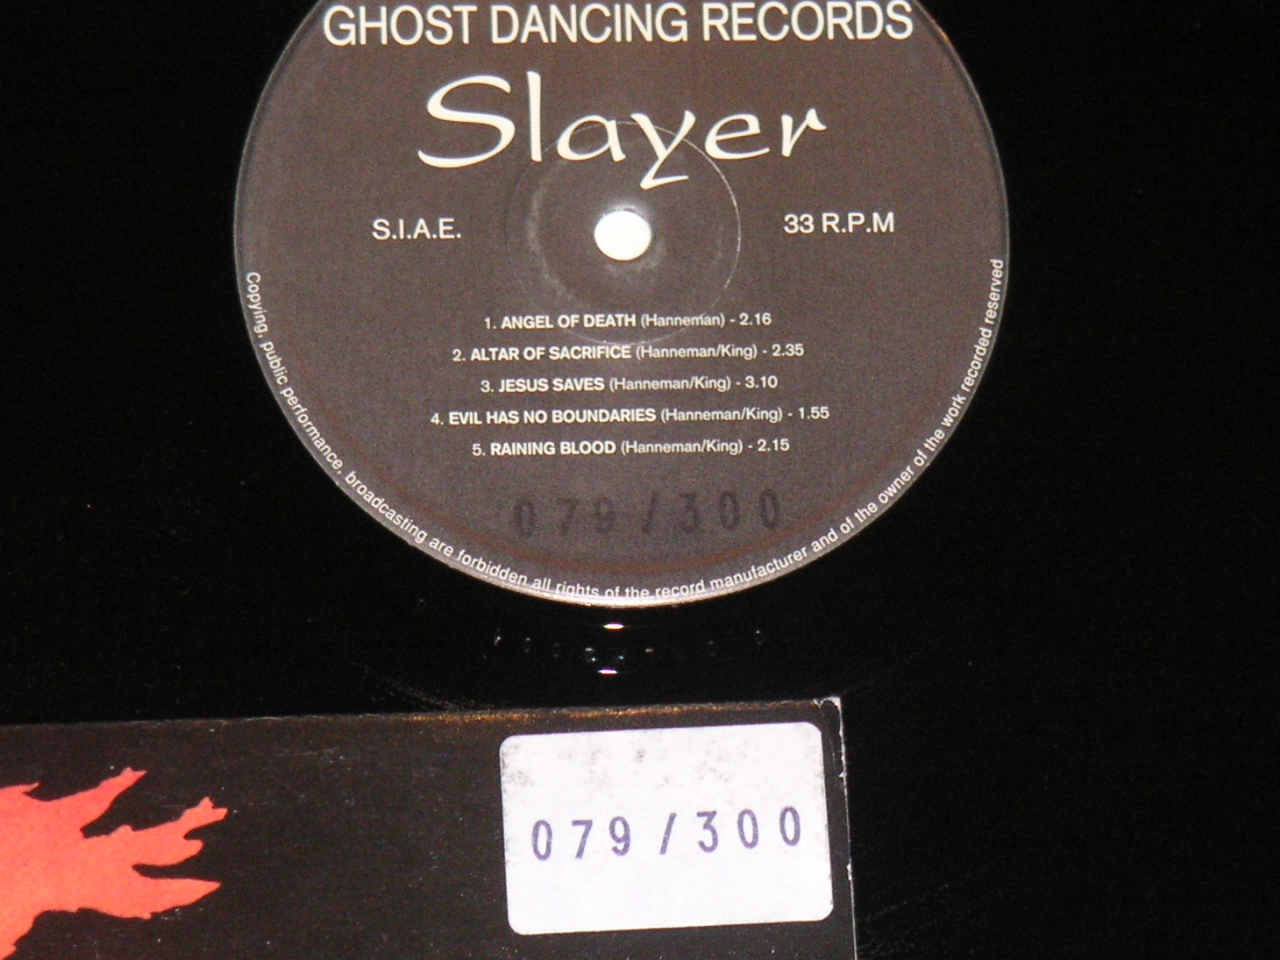 GHOST DANCING RECORDS
Slayer
S.I.A.E.
33 R.P.M
1. ANGEL OF DEATH (Hanneman) - 2.16
2. ALTAR OF SACRIFICE (Hanneman/King) - 2.35
3. JESUS SAVES (Hanneman/King) - 3.10
4. EVIL HAS NO BOUNDARIES (Hanneman/King) - 1.55
5. RAINING BLOOD (Hanneman/King) - 2.15
079/300
Copying, public performance, broadcasting are forbidden all rights of the record manufacturer and of the owner of the work recorded reserved
079/300